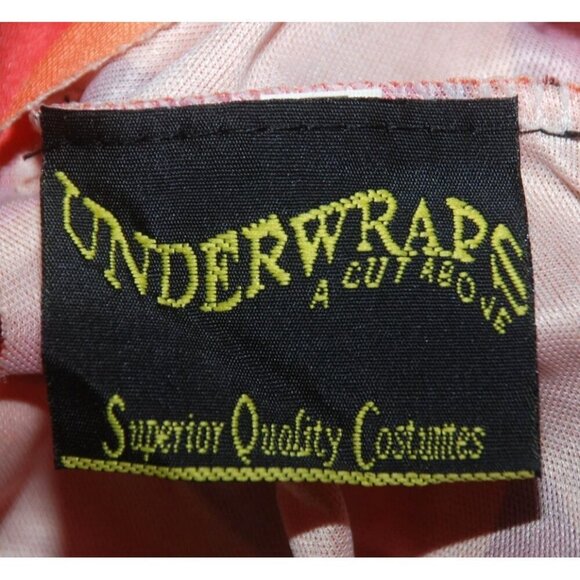 UNDERWRAPS
A CUT ABOVE
Superior Quality Costumes